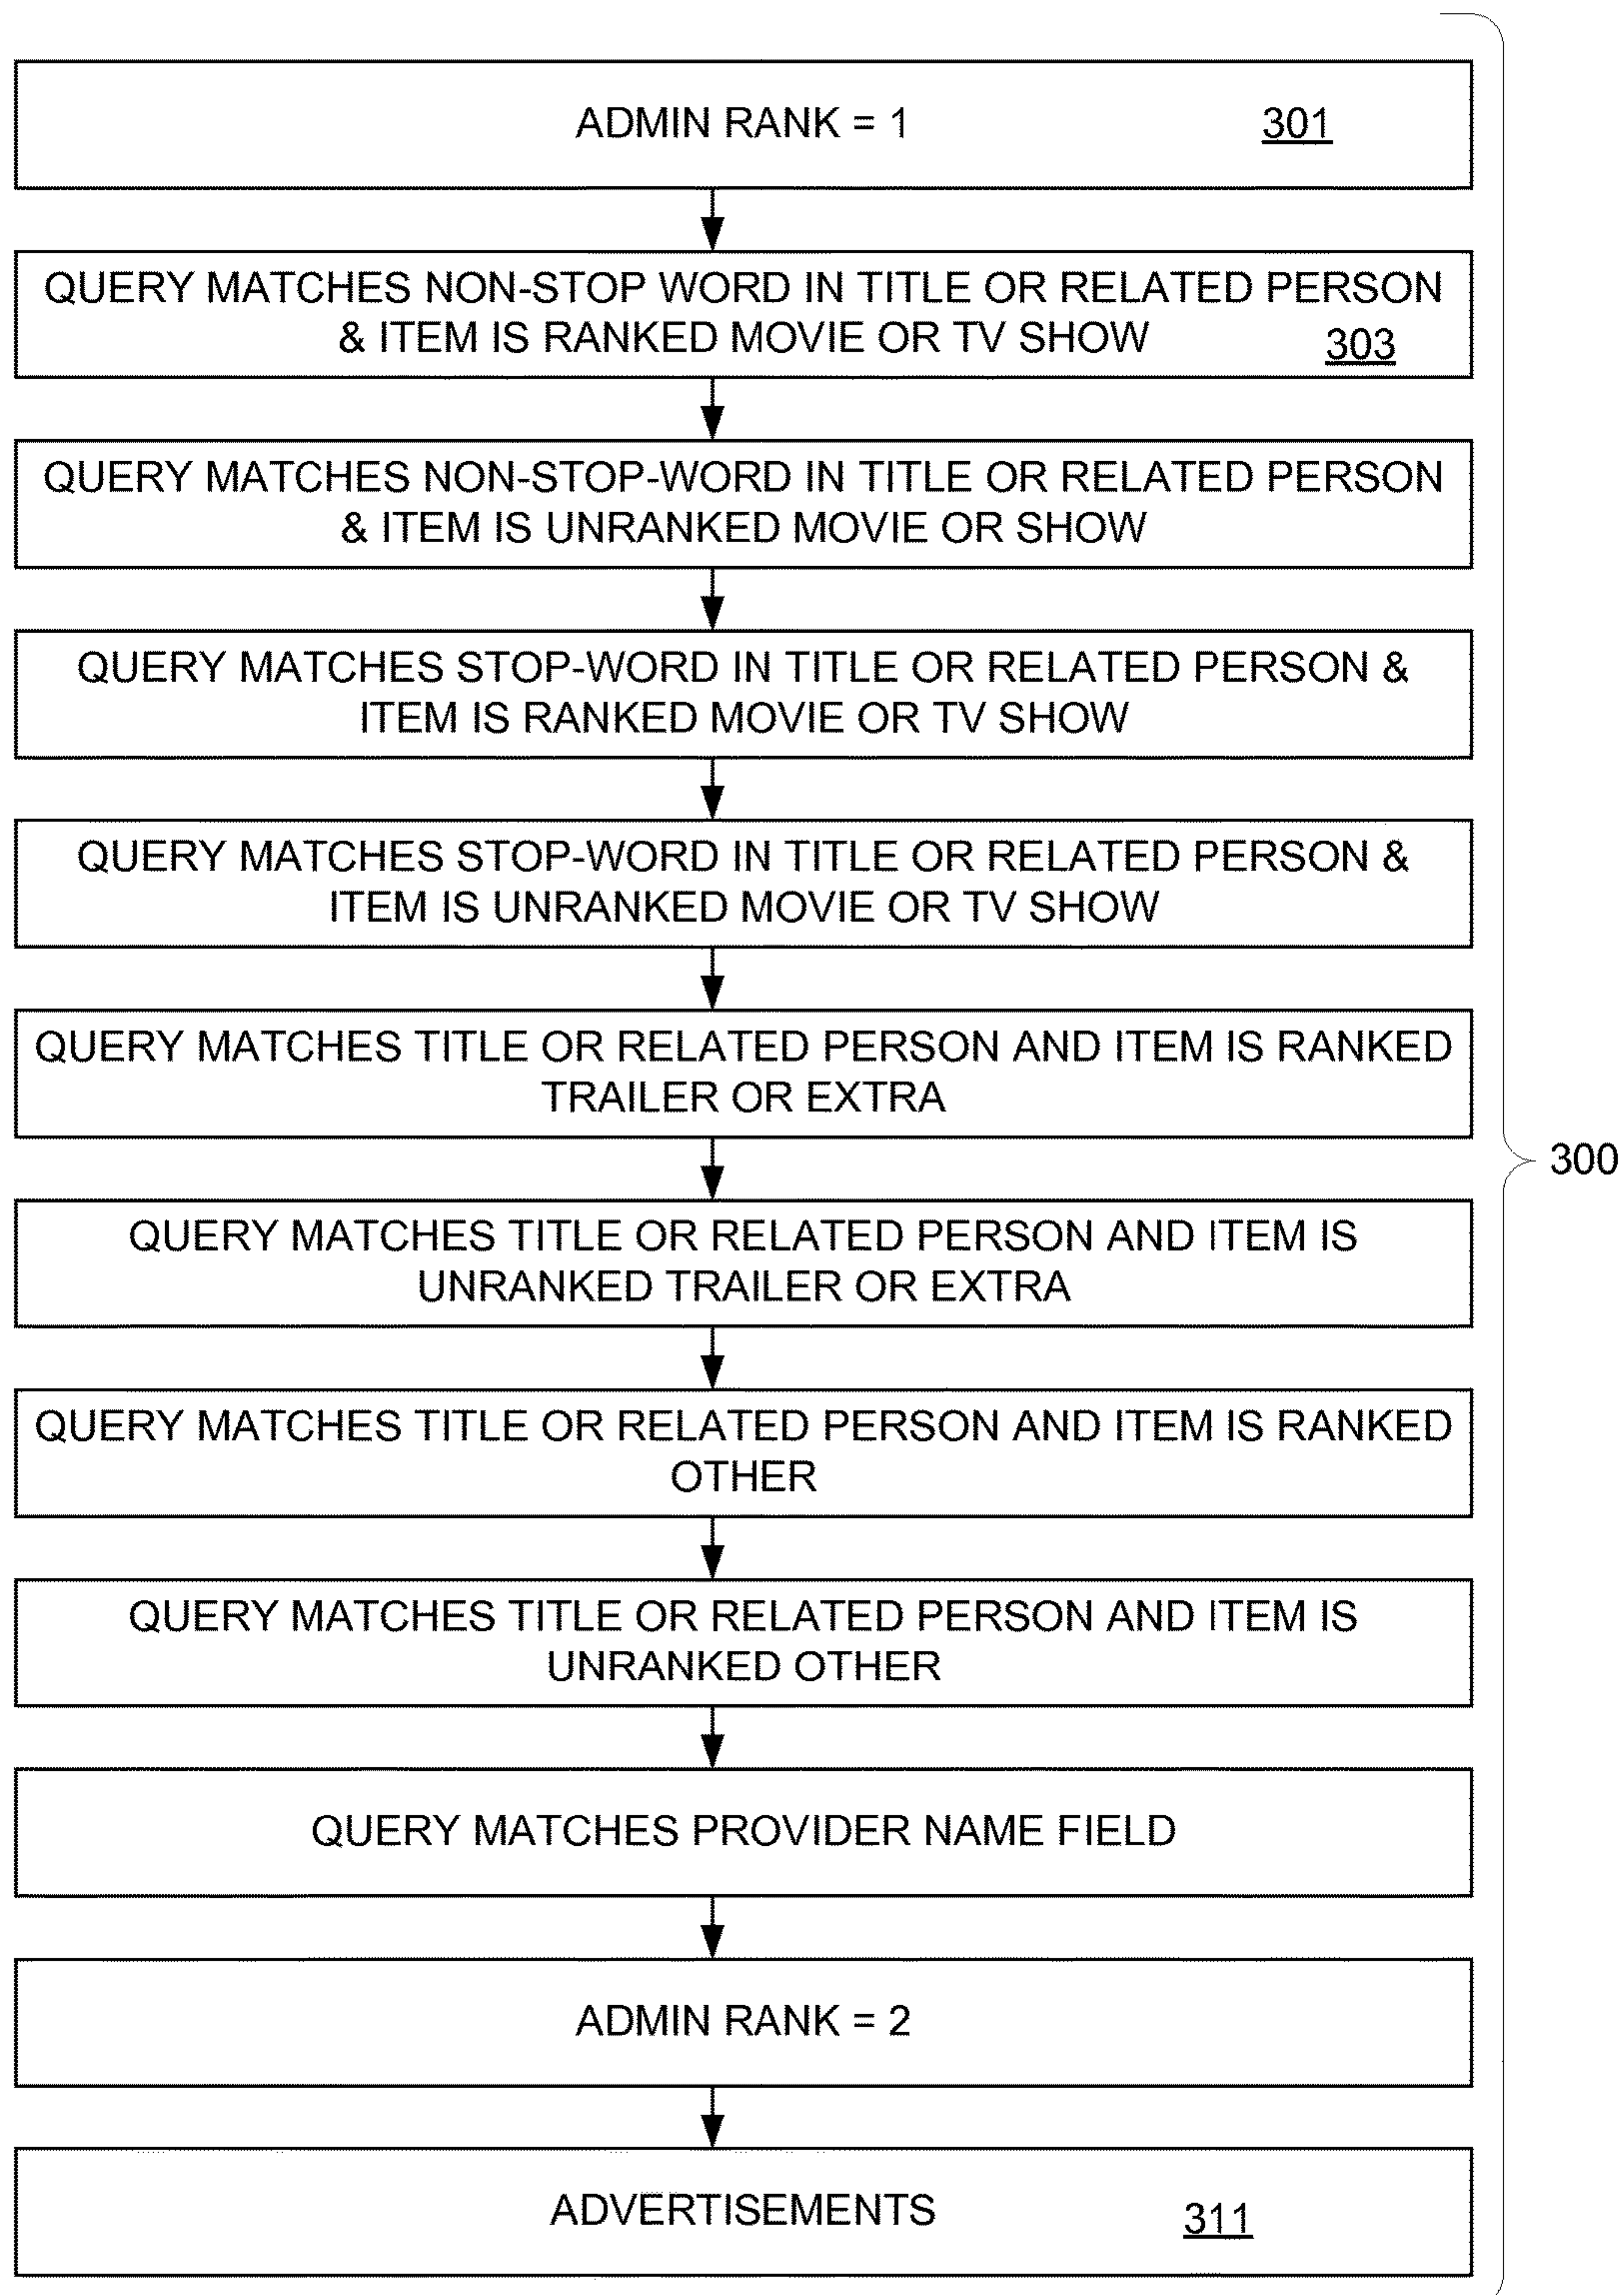 ADMIN RANK = 1 301
QUERY MATCHES NON-STOP WORD IN TITLE OR RELATED PERSON
& ITEM IS RANKED MOVIE OR TV SHOW 303
QUERY MATCHES NON-STOP-WORD IN TITLE OR RELATED PERSON
& ITEM IS UNRANKED MOVIE OR SHOW
QUERY MATCHES STOP-WORD IN TITLE OR RELATED PERSON &
ITEM IS RANKED MOVIE OR TV SHOW
QUERY MATCHES STOP-WORD IN TITLE OR RELATED PERSON &
ITEM IS UNRANKED MOVIE OR TV SHOW
QUERY MATCHES TITLE OR RELATED PERSON AND ITEM IS RANKED
TRAILER OR EXTRA
300
QUERY MATCHES TITLE OR RELATED PERSON AND ITEM IS
UNRANKED TRAILER OR EXTRA
QUERY MATCHES TITLE OR RELATED PERSON AND ITEM IS RANKED
OTHER
QUERY MATCHES TITLE OR RELATED PERSON AND ITEM IS
UNRANKED OTHER
QUERY MATCHES PROVIDER NAME FIELD
ADMIN RANK = 2
ADVERTISEMENTS 311